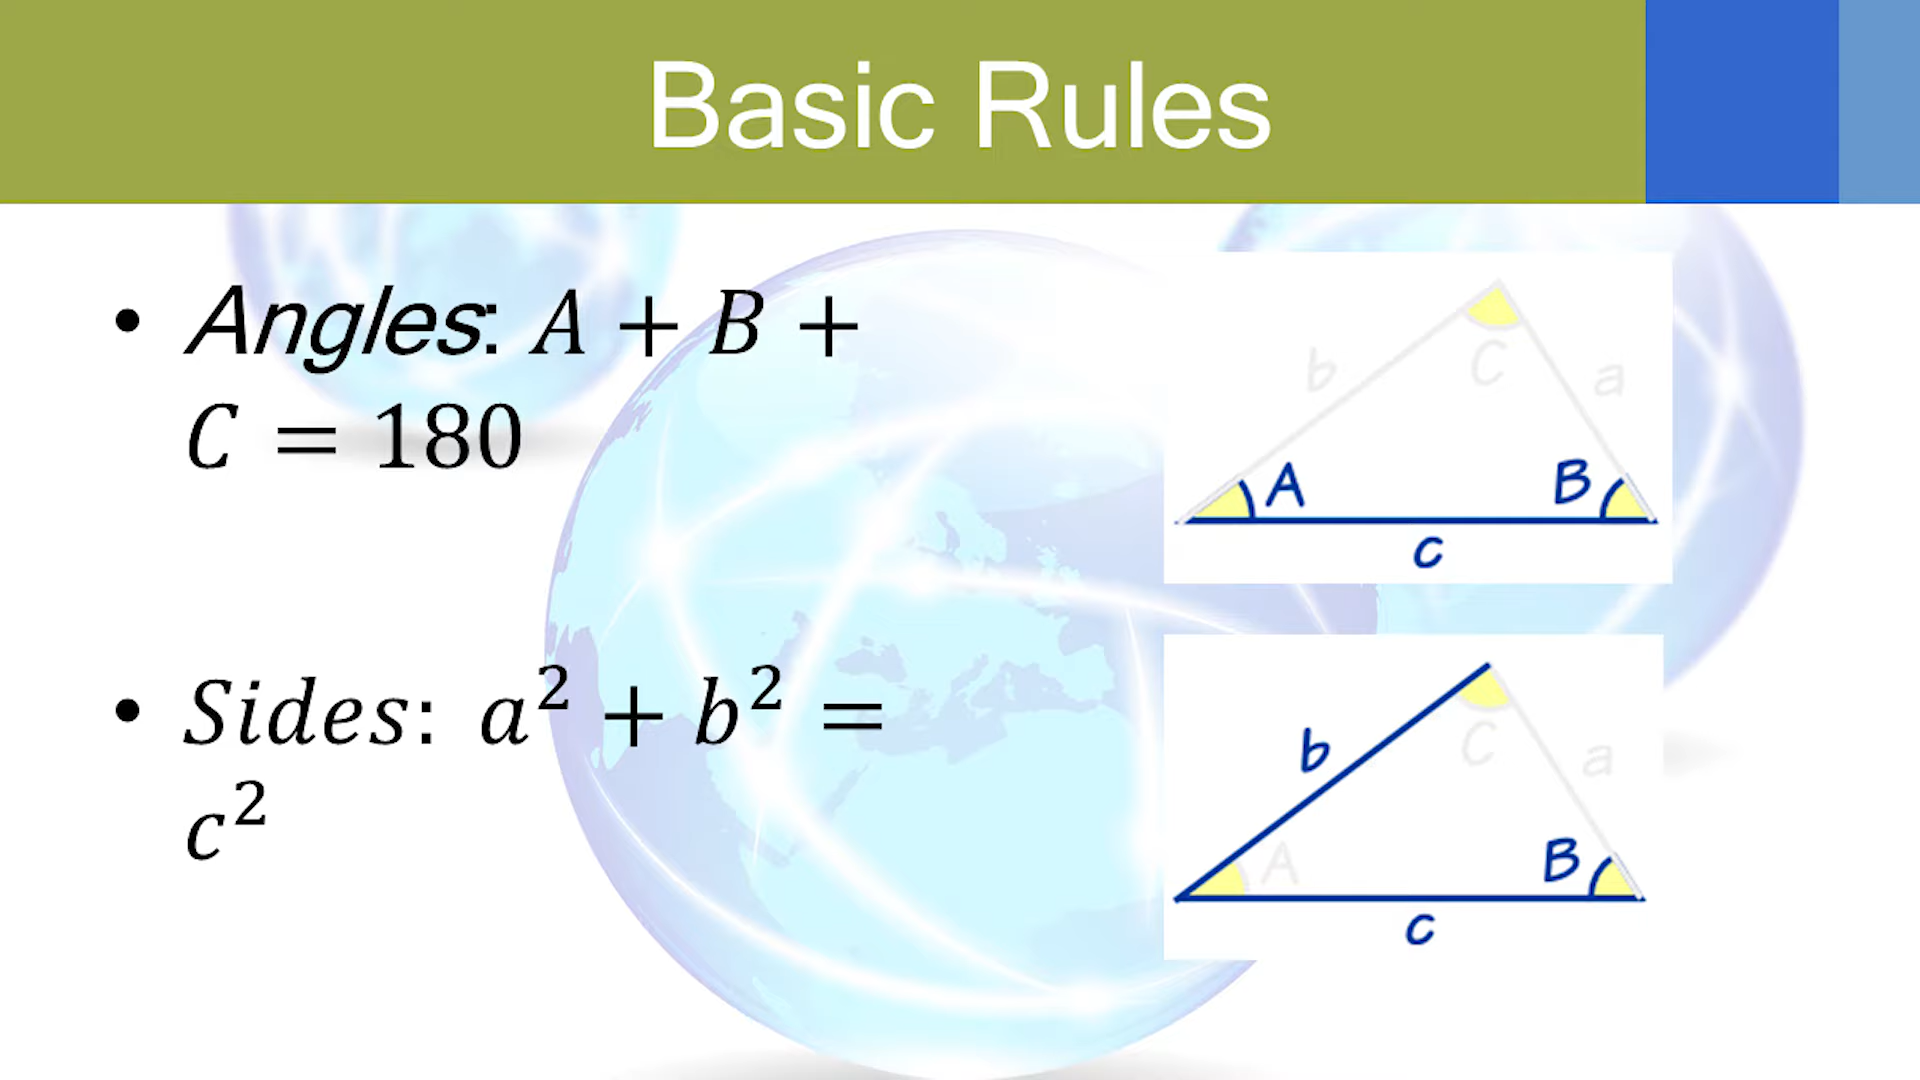 Basic Rules
• Angles: A + B +
C = 180
• Sides: a² + b² =
c²
b
C
a
A
B
c
b
C
a
A
B
c